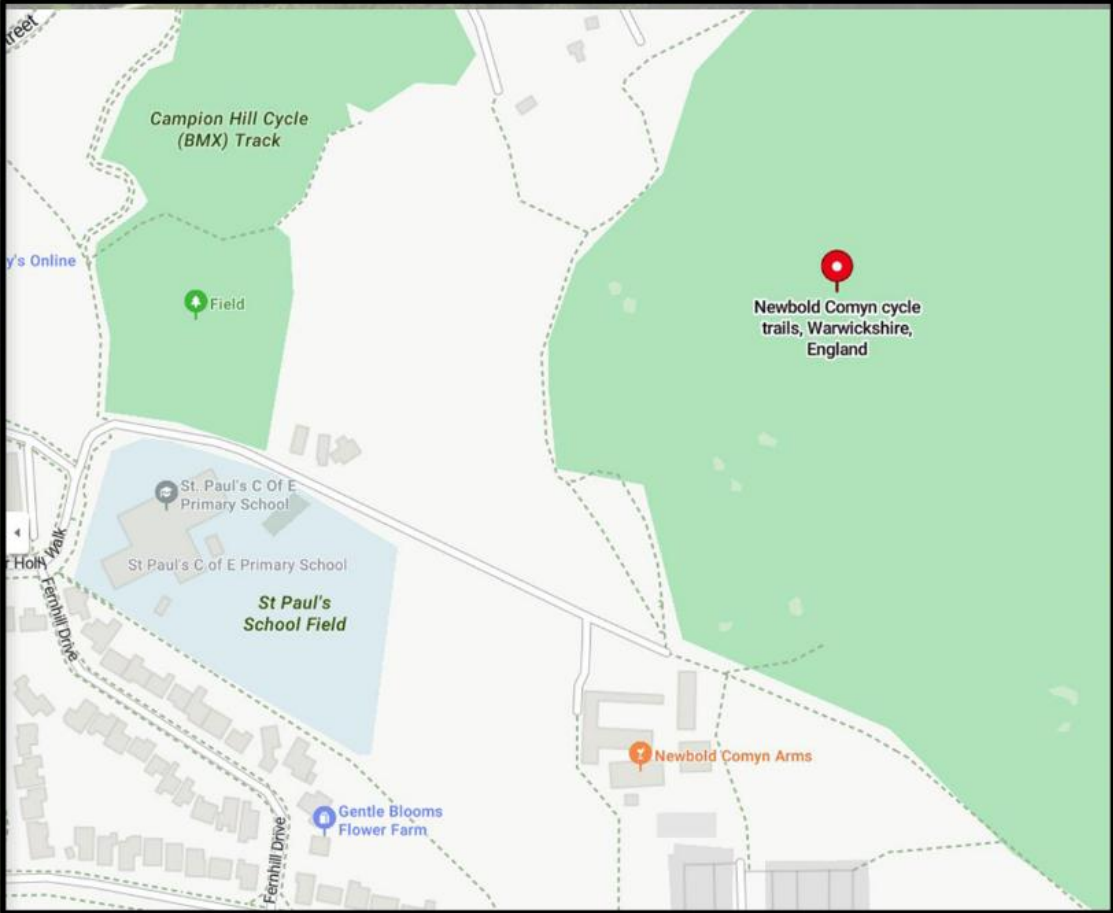 treet
Campion Hill Cycle
(BMX) Track
y's Online
Field
Newbold Comyn cycle
trails, Warwickshire,
England
St. Paul's C Of E
Primary School
St Paul's C of E Primary School
r Holly Walk
St Paul's
School Field
Fernhill Drive
Newbold Comyn Arms
Gentle Blooms
Flower Farm
Fernhill Drive